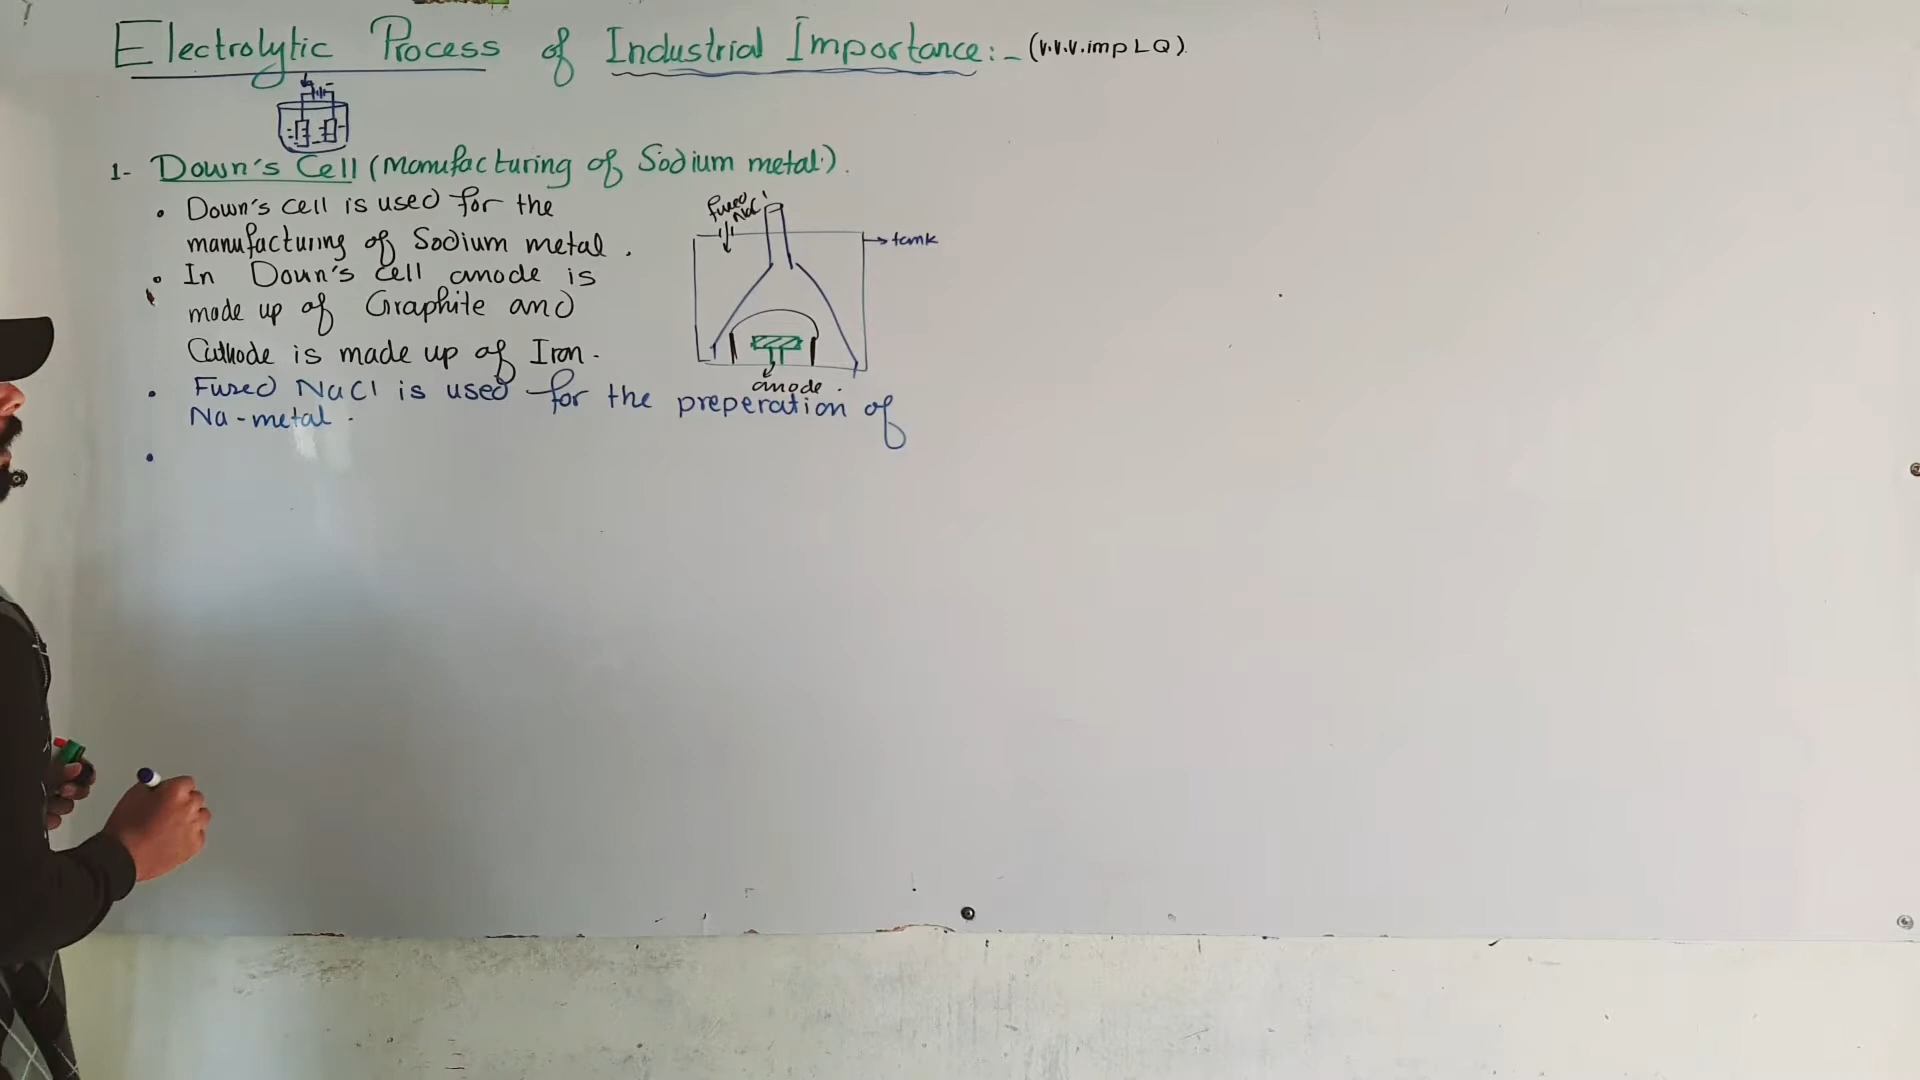 Electrolytic Process of Industrial Importance:- (v.v.v.imp LQ).
1- Down's Cell (Manufacturing of Sodium metal).
• Down's cell is used for the
manufacturing of Sodium metal.
• In Down's cell anode is
made up of Graphite and
Cathode is made up of Iron.
• Fused NaCl is used for the preperation of
Na-metal.
•
fused
NaCl
tank
anode.